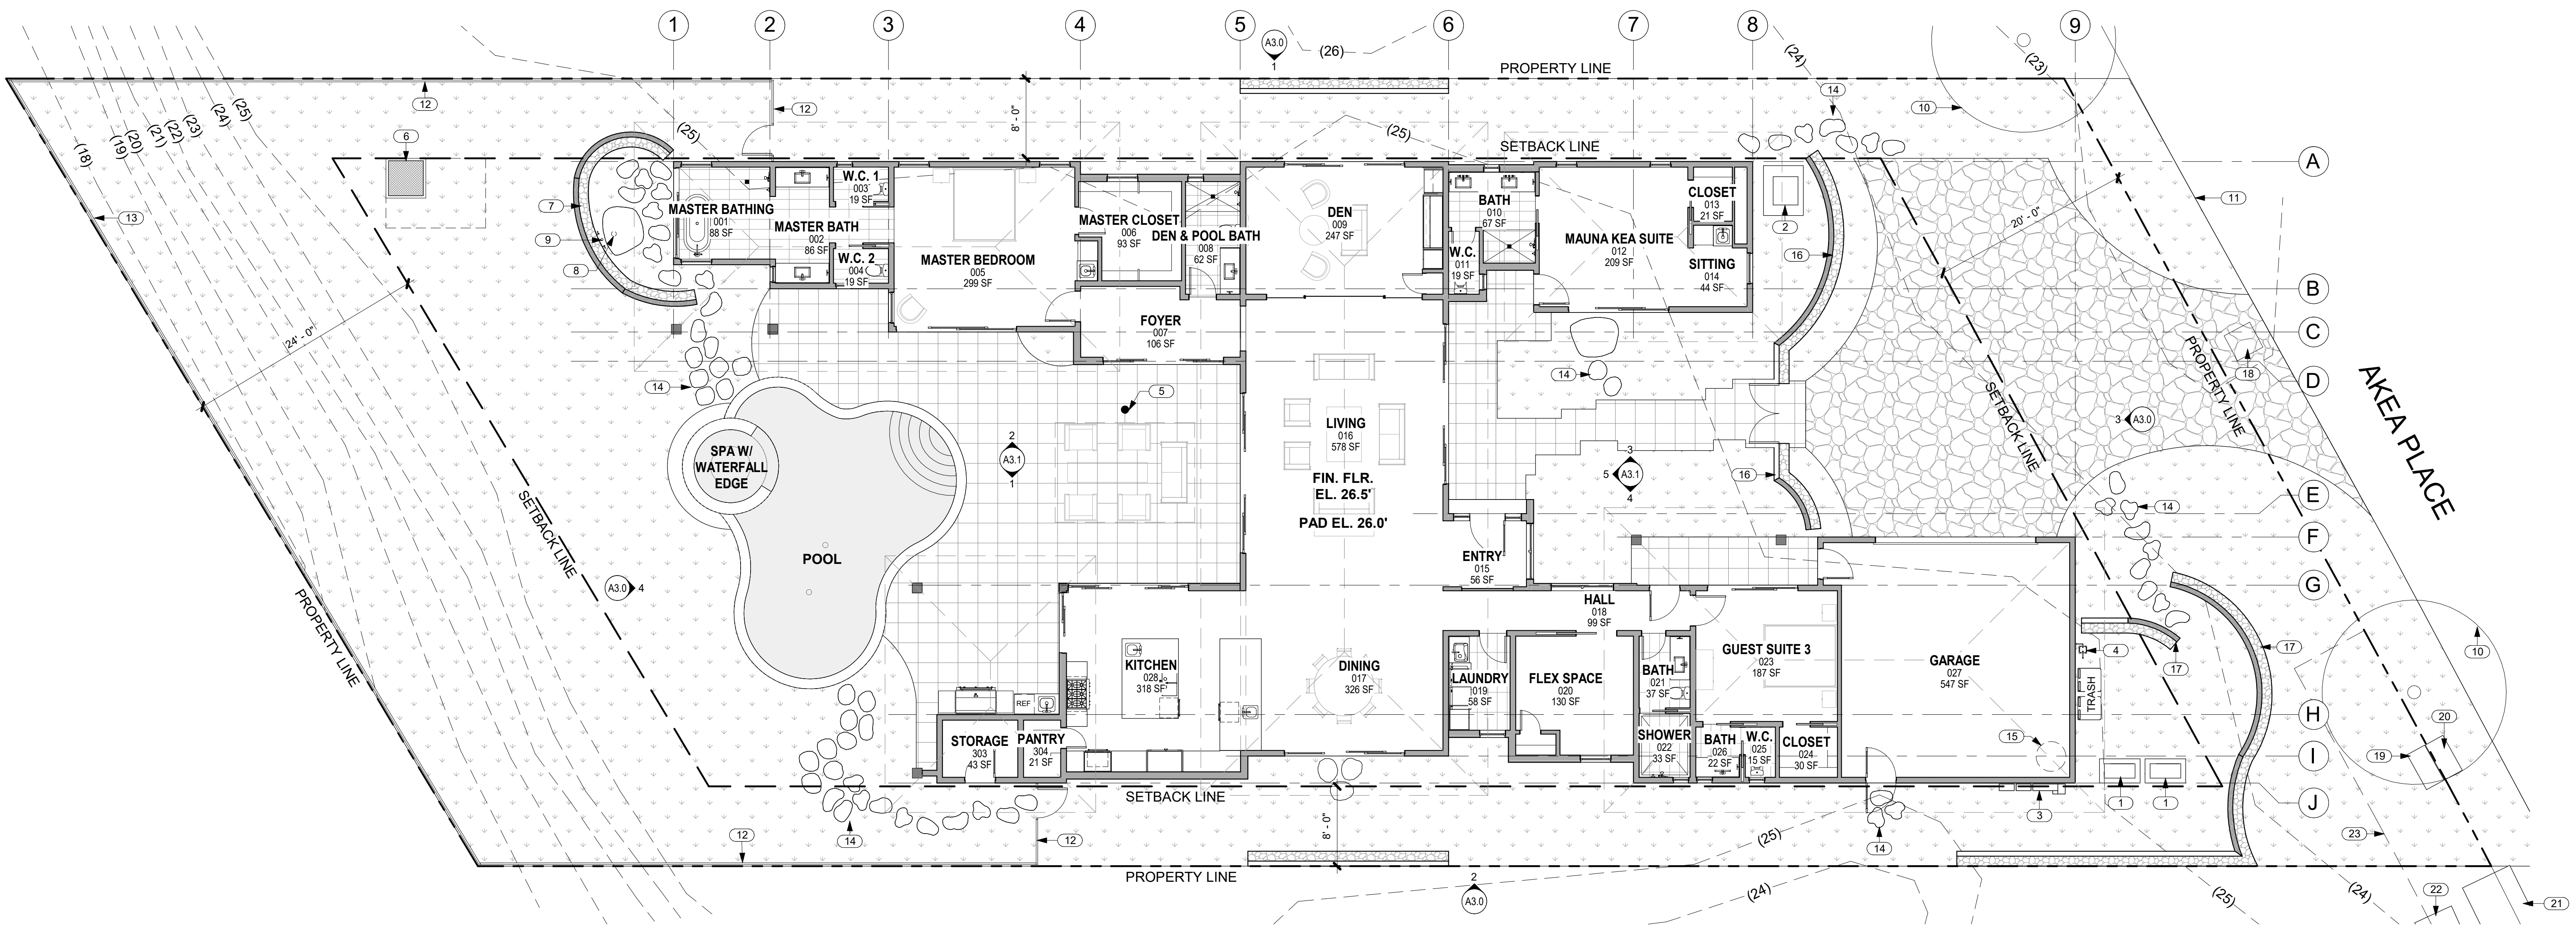 1
2
3
4
5
6
7
8
9
A3.0
1
(26)
PROPERTY LINE
(24)
(23)
10
14
12
12
8' - 0"
(25)
(24)
(23)
(22)
(21)
(20)
(19)
(18)
(25)
(25)
6
SETBACK LINE
A
11
20' - 0"
13
7
9
8
MASTER BATHING
001
88 SF
MASTER BATH
002
86 SF
W.C. 1
003
19 SF
W.C. 2
004
19 SF
MASTER BEDROOM
005
299 SF
MASTER CLOSET
006
93 SF
DEN & POOL BATH
008
62 SF
DEN
009
247 SF
BATH
010
67 SF
W.C.
011
19 SF
MAUNA KEA SUITE
012
209 SF
CLOSET
013
21 SF
SITTING
014
44 SF
2
16
B
C
D
FOYER
007
106 SF
24' - 0"
14
14
18
PROPERTY LINE
SETBACK LINE
AKEA PLACE
5
3
A3.0
LIVING
016
578 SF
FIN. FLR.
EL. 26.5'
PAD EL. 26.0'
2
A3.1
1
3
5
A3.1
4
16
SPA W/
WATERFALL
EDGE
POOL
SETBACK LINE
PROPERTY LINE
A3.0
4
14
E
F
G
ENTRY
015
56 SF
HALL
018
99 SF
KITCHEN
028
318 SF
DINING
017
326 SF
LAUNDRY
019
58 SF
FLEX SPACE
020
130 SF
BATH
021
37 SF
GUEST SUITE 3
023
187 SF
GARAGE
027
547 SF
4
17
17
10
TRASH
REF
STORAGE
303
43 SF
PANTRY
304
21 SF
SHOWER
022
33 SF
BATH
026
22 SF
W.C.
025
15 SF
CLOSET
024
30 SF
15
H
I
J
20
19
SETBACK LINE
1
1
3
14
12
12
8' - 0"
14
(25)
23
PROPERTY LINE
2
A3.0
(24)
(25)
(24)
22
21